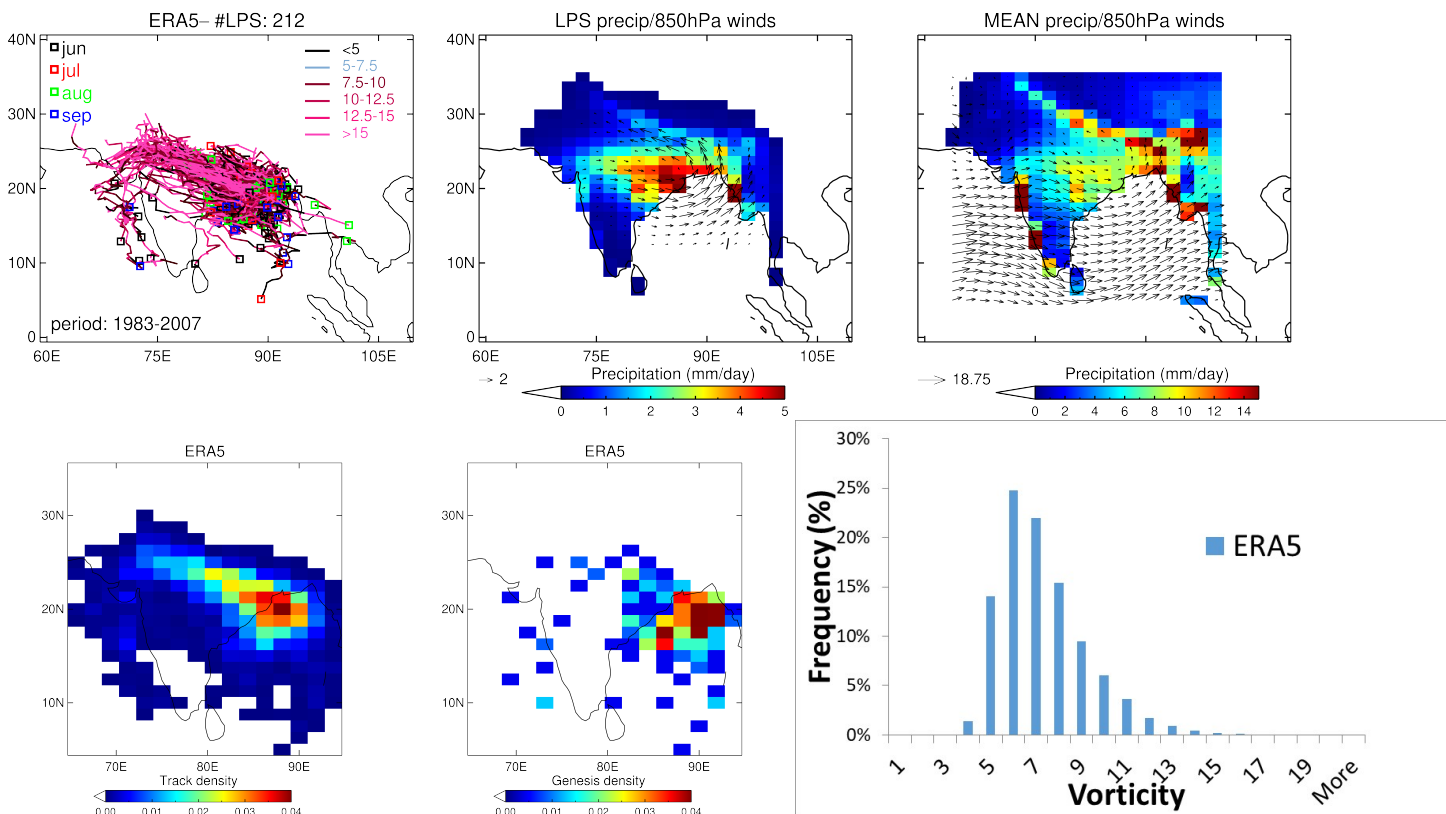 ERA5– #LPS: 212
40N
30N
20N
10N
0
60E 75E 90E 105E
jun
jul
aug
sep
<5
5-7.5
7.5-10
10-12.5
12.5-15
>15
period: 1983-2007
LPS precip/850hPa winds
40N
30N
20N
10N
0
60E 75E 90E 105E
2
Precipitation (mm/day)
0 1 2 3 4 5
MEAN precip/850hPa winds
18.75
Precipitation (mm/day)
0 2 4 6 8 10 12 14
ERA5
30N
20N
10N
70E 80E 90E
Track density
0.00 0.01 0.02 0.03 0.04
ERA5
30N
20N
10N
70E 80E 90E
Genesis density
0.00 0.01 0.02 0.03 0.04
30%
25%
20%
15%
10%
5%
0%
Frequency (%)
ERA5
1 3 5 7 9 11 13 15 17 19 More
Vorticity